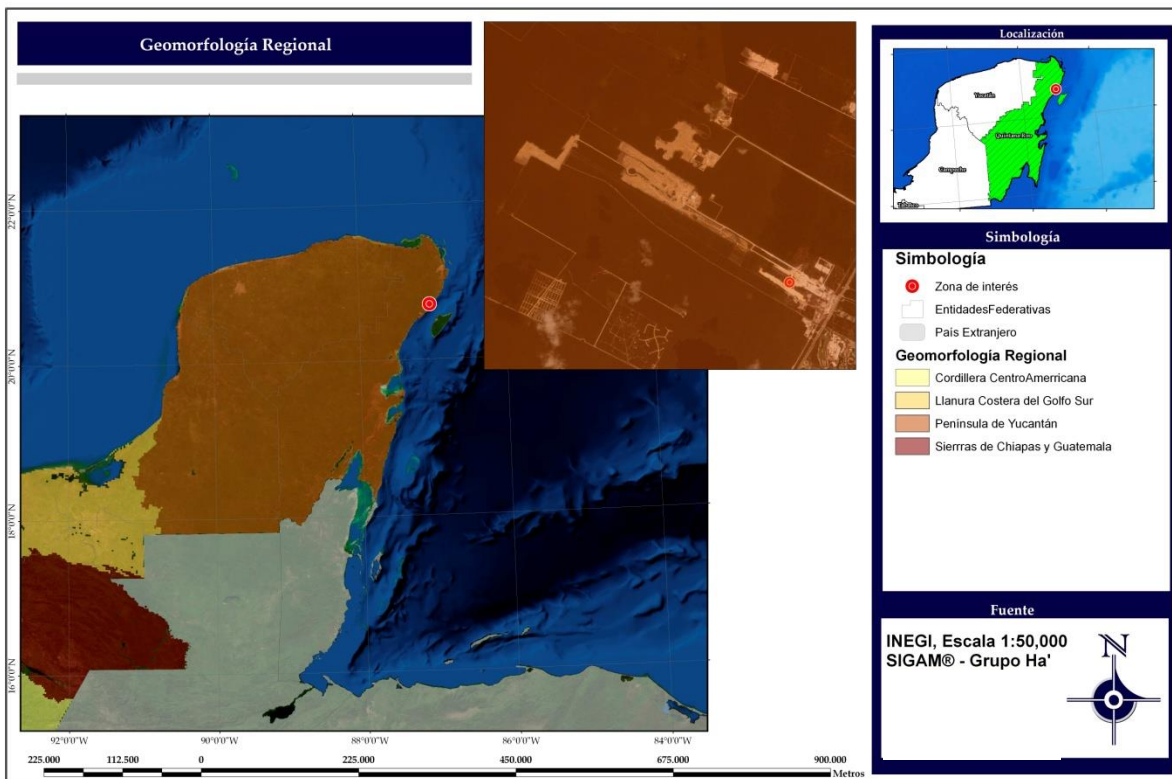 Geomorfología Regional
22°0'0"N
20°0'0"N
18°0'0"N
16°0'0"N
92°0'0"W
90°0'0"W
88°0'0"W
86°0'0"W
84°0'0"W
225.000
112.500
0
225.000
450.000
675.000
900.000
Metros
Localización
Yucatán
Quintana Roo
Campeche
Tabasco
Simbología
Simbología
Zona de interés
EntidadesFederativas
País Extranjero
Geomorfología Regional
Cordillera CentroAmericana
Llanura Costera del Golfo Sur
Península de Yucantán
Sierrras de Chiapas y Guatemala
Fuente
INEGI, Escala 1:50,000
SIGAM® - Grupo Ha'
N